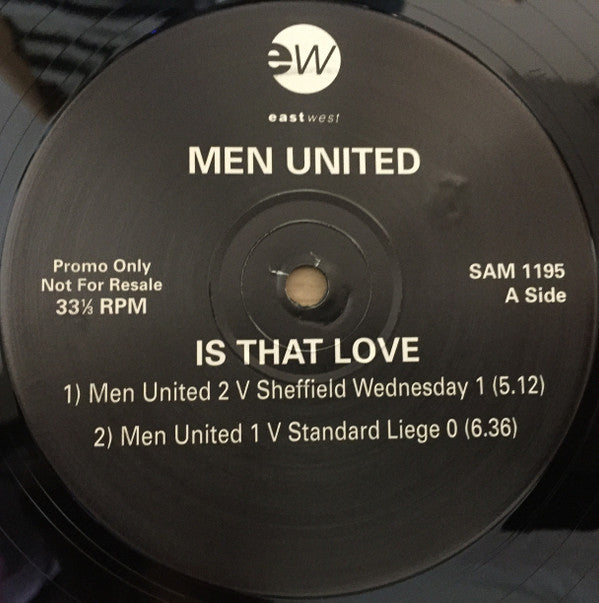 ew
eastwest
MEN UNITED
Promo Only
Not For Resale
33⅓ RPM
SAM 1195
A Side
IS THAT LOVE
1) Men United 2 V Sheffield Wednesday 1 (5.12)
2) Men United 1 V Standard Liege 0 (6.36)